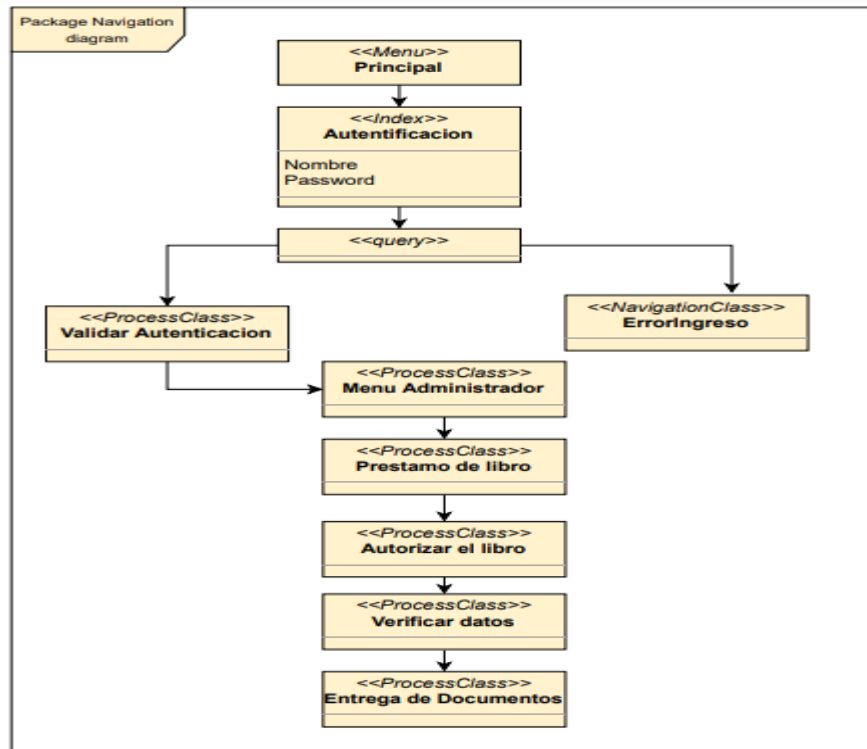 Package Navigation
diagram
<<Menu>>
Principal
<<Index>>
Autentificacion
Nombre
Password
<<query>>
<<ProcessClass>>
Validar Autenticacion
<<NavigationClass>>
ErrorIngreso
<<ProcessClass>>
Menu Administrador
<<ProcessClass>>
Prestamo de libro
<<ProcessClass>>
Autorizar el libro
<<ProcessClass>>
Verificar datos
<<ProcessClass>>
Entrega de Documentos